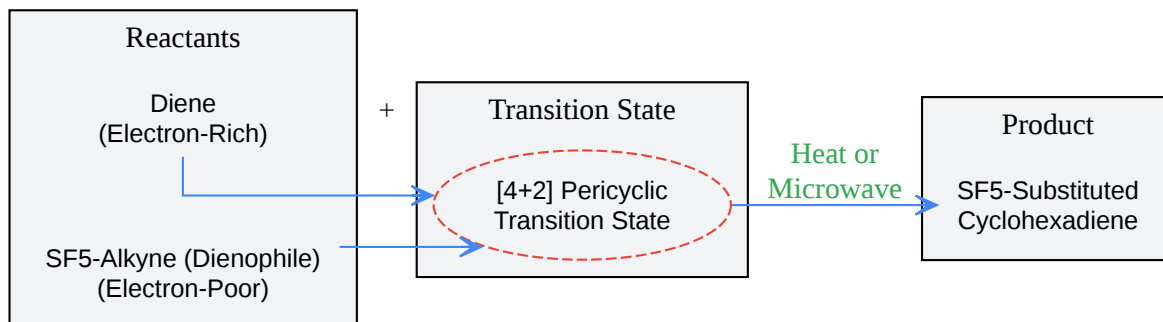 Reactants
Diene
(Electron-Rich)
SF5-Alkyne (Dienophile)
(Electron-Poor)
+
Transition State
[4+2] Pericyclic
Transition State
Heat or
Microwave
Product
SF5-Substituted
Cyclohexadiene